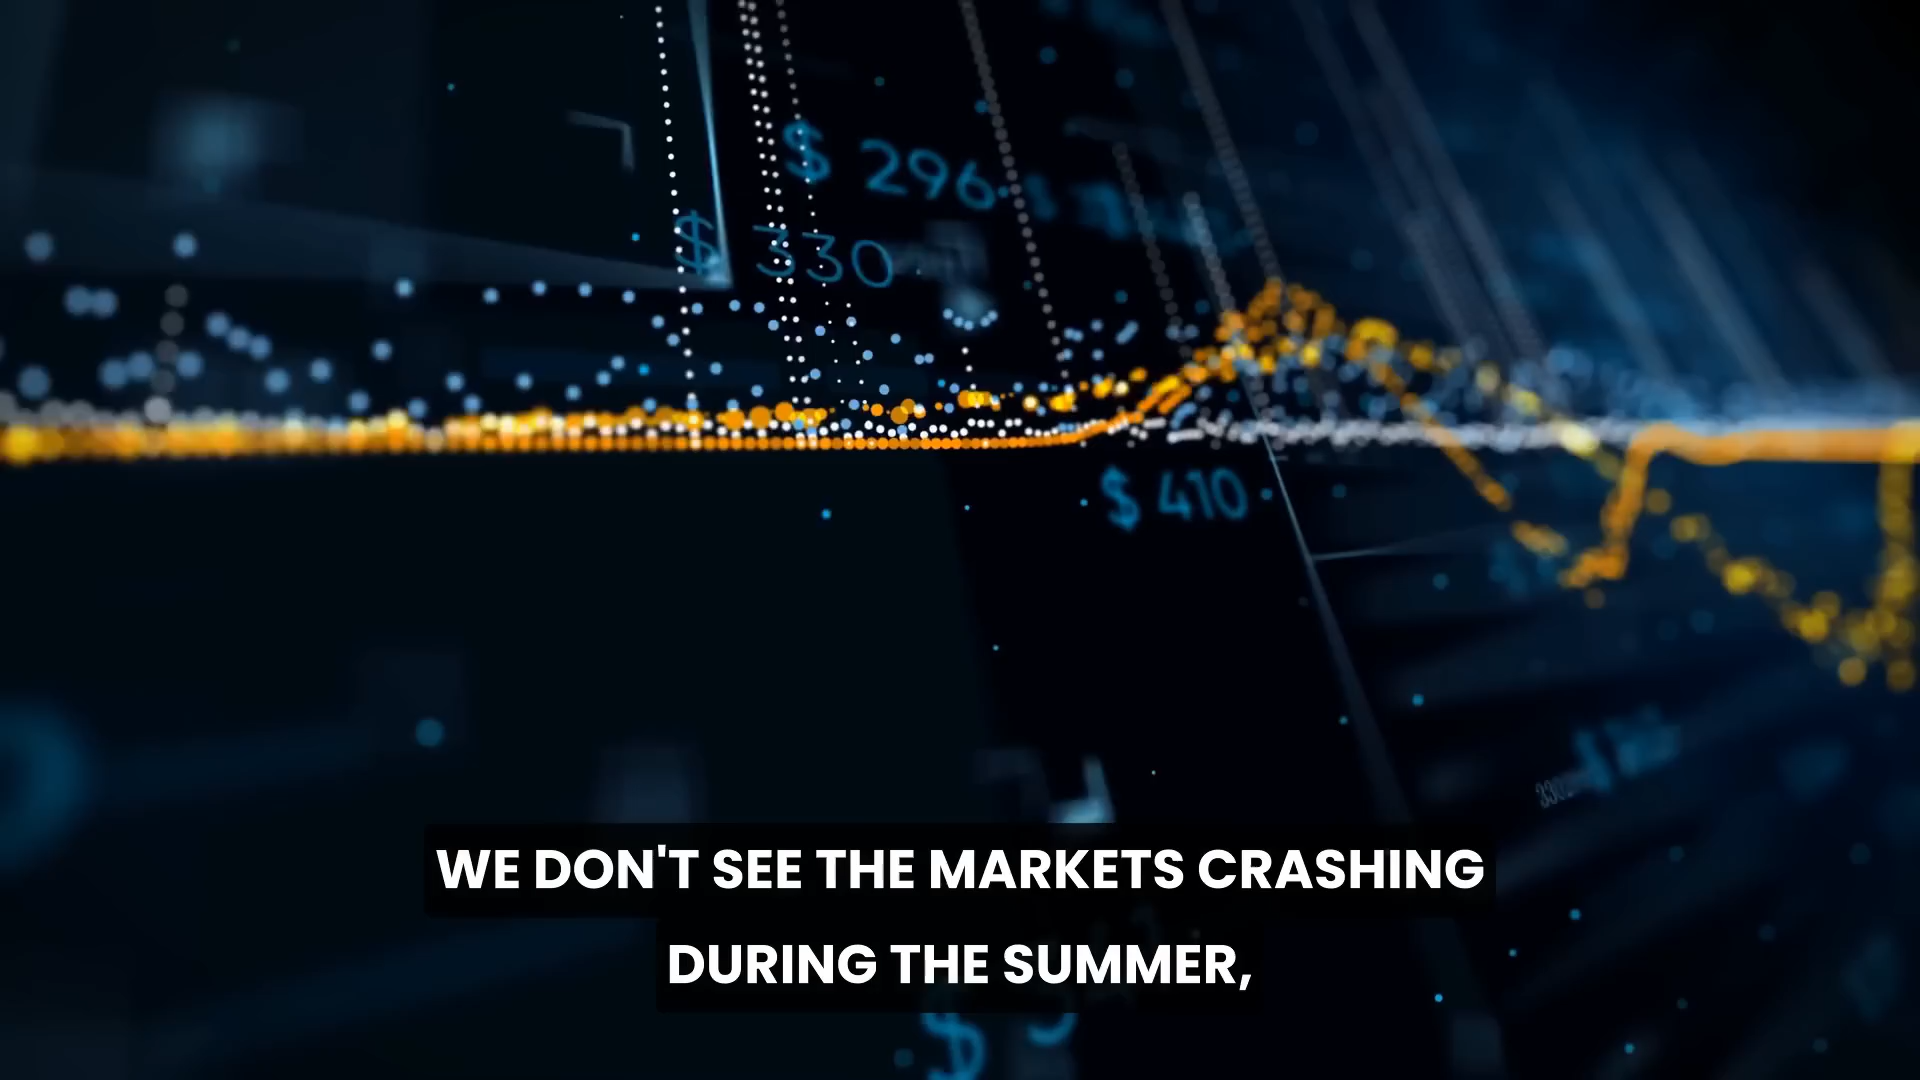 $ 296
$ 330
$ 410
WE DON'T SEE THE MARKETS CRASHING
DURING THE SUMMER,